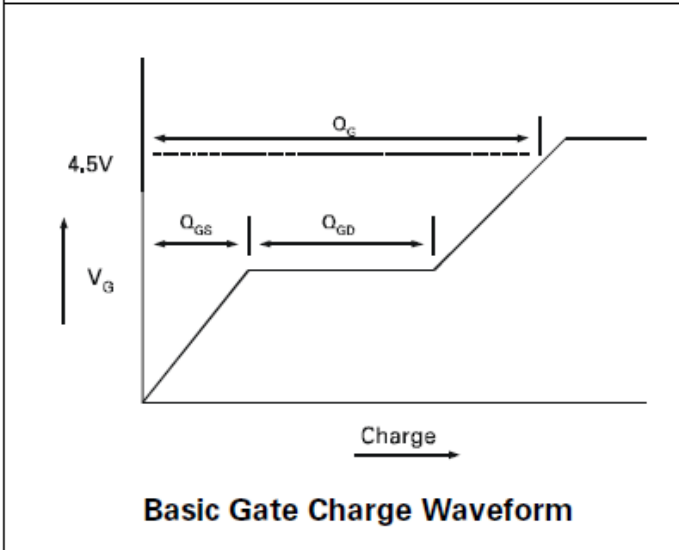 Q_G
4.5V
Q_GS
Q_GD
V_G
Charge
Basic Gate Charge Waveform